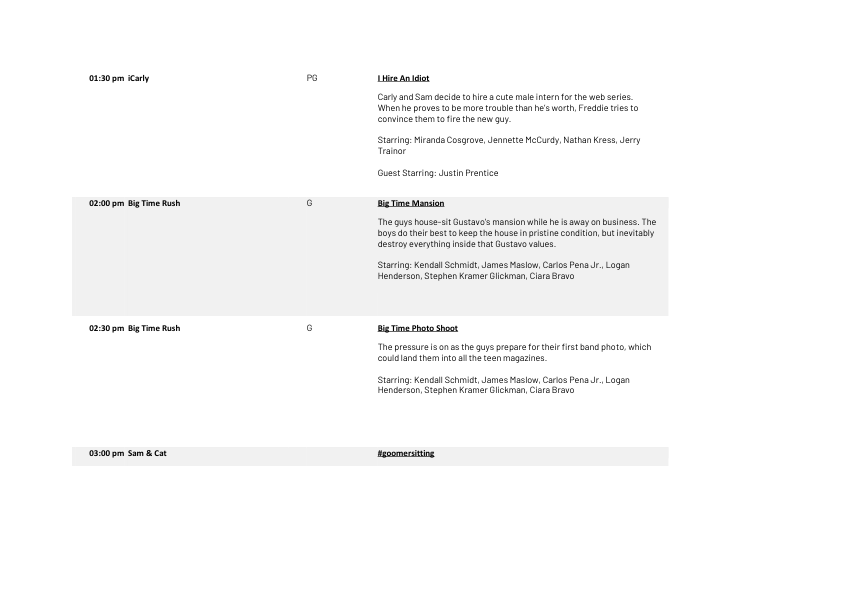 01:30 pm iCarly PG I Hire An Idiot
Carly and Sam decide to hire a cute male intern for the web series.
When he proves to be more trouble than he's worth, Freddie tries to
convince them to fire the new guy.
Starring: Miranda Cosgrove, Jennette McCurdy, Nathan Kress, Jerry
Trainor
Guest Starring: Justin Prentice
02:00 pm Big Time Rush G Big Time Mansion
The guys house-sit Gustavo's mansion while he is away on business. The
boys do their best to keep the house in pristine condition, but inevitably
destroy everything inside that Gustavo values.
Starring: Kendall Schmidt, James Maslow, Carlos Pena Jr., Logan
Henderson, Stephen Kramer Glickman, Ciara Bravo
02:30 pm Big Time Rush G Big Time Photo Shoot
The pressure is on as the guys prepare for their first band photo, which
could land them into all the teen magazines.
Starring: Kendall Schmidt, James Maslow, Carlos Pena Jr., Logan
Henderson, Stephen Kramer Glickman, Ciara Bravo
03:00 pm Sam & Cat #goomersitting